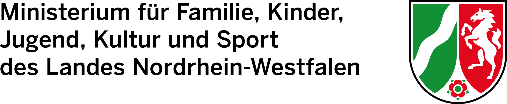 Ministerium für Familie, Kinder,
Jugend, Kultur und Sport
des Landes Nordrhein-Westfalen